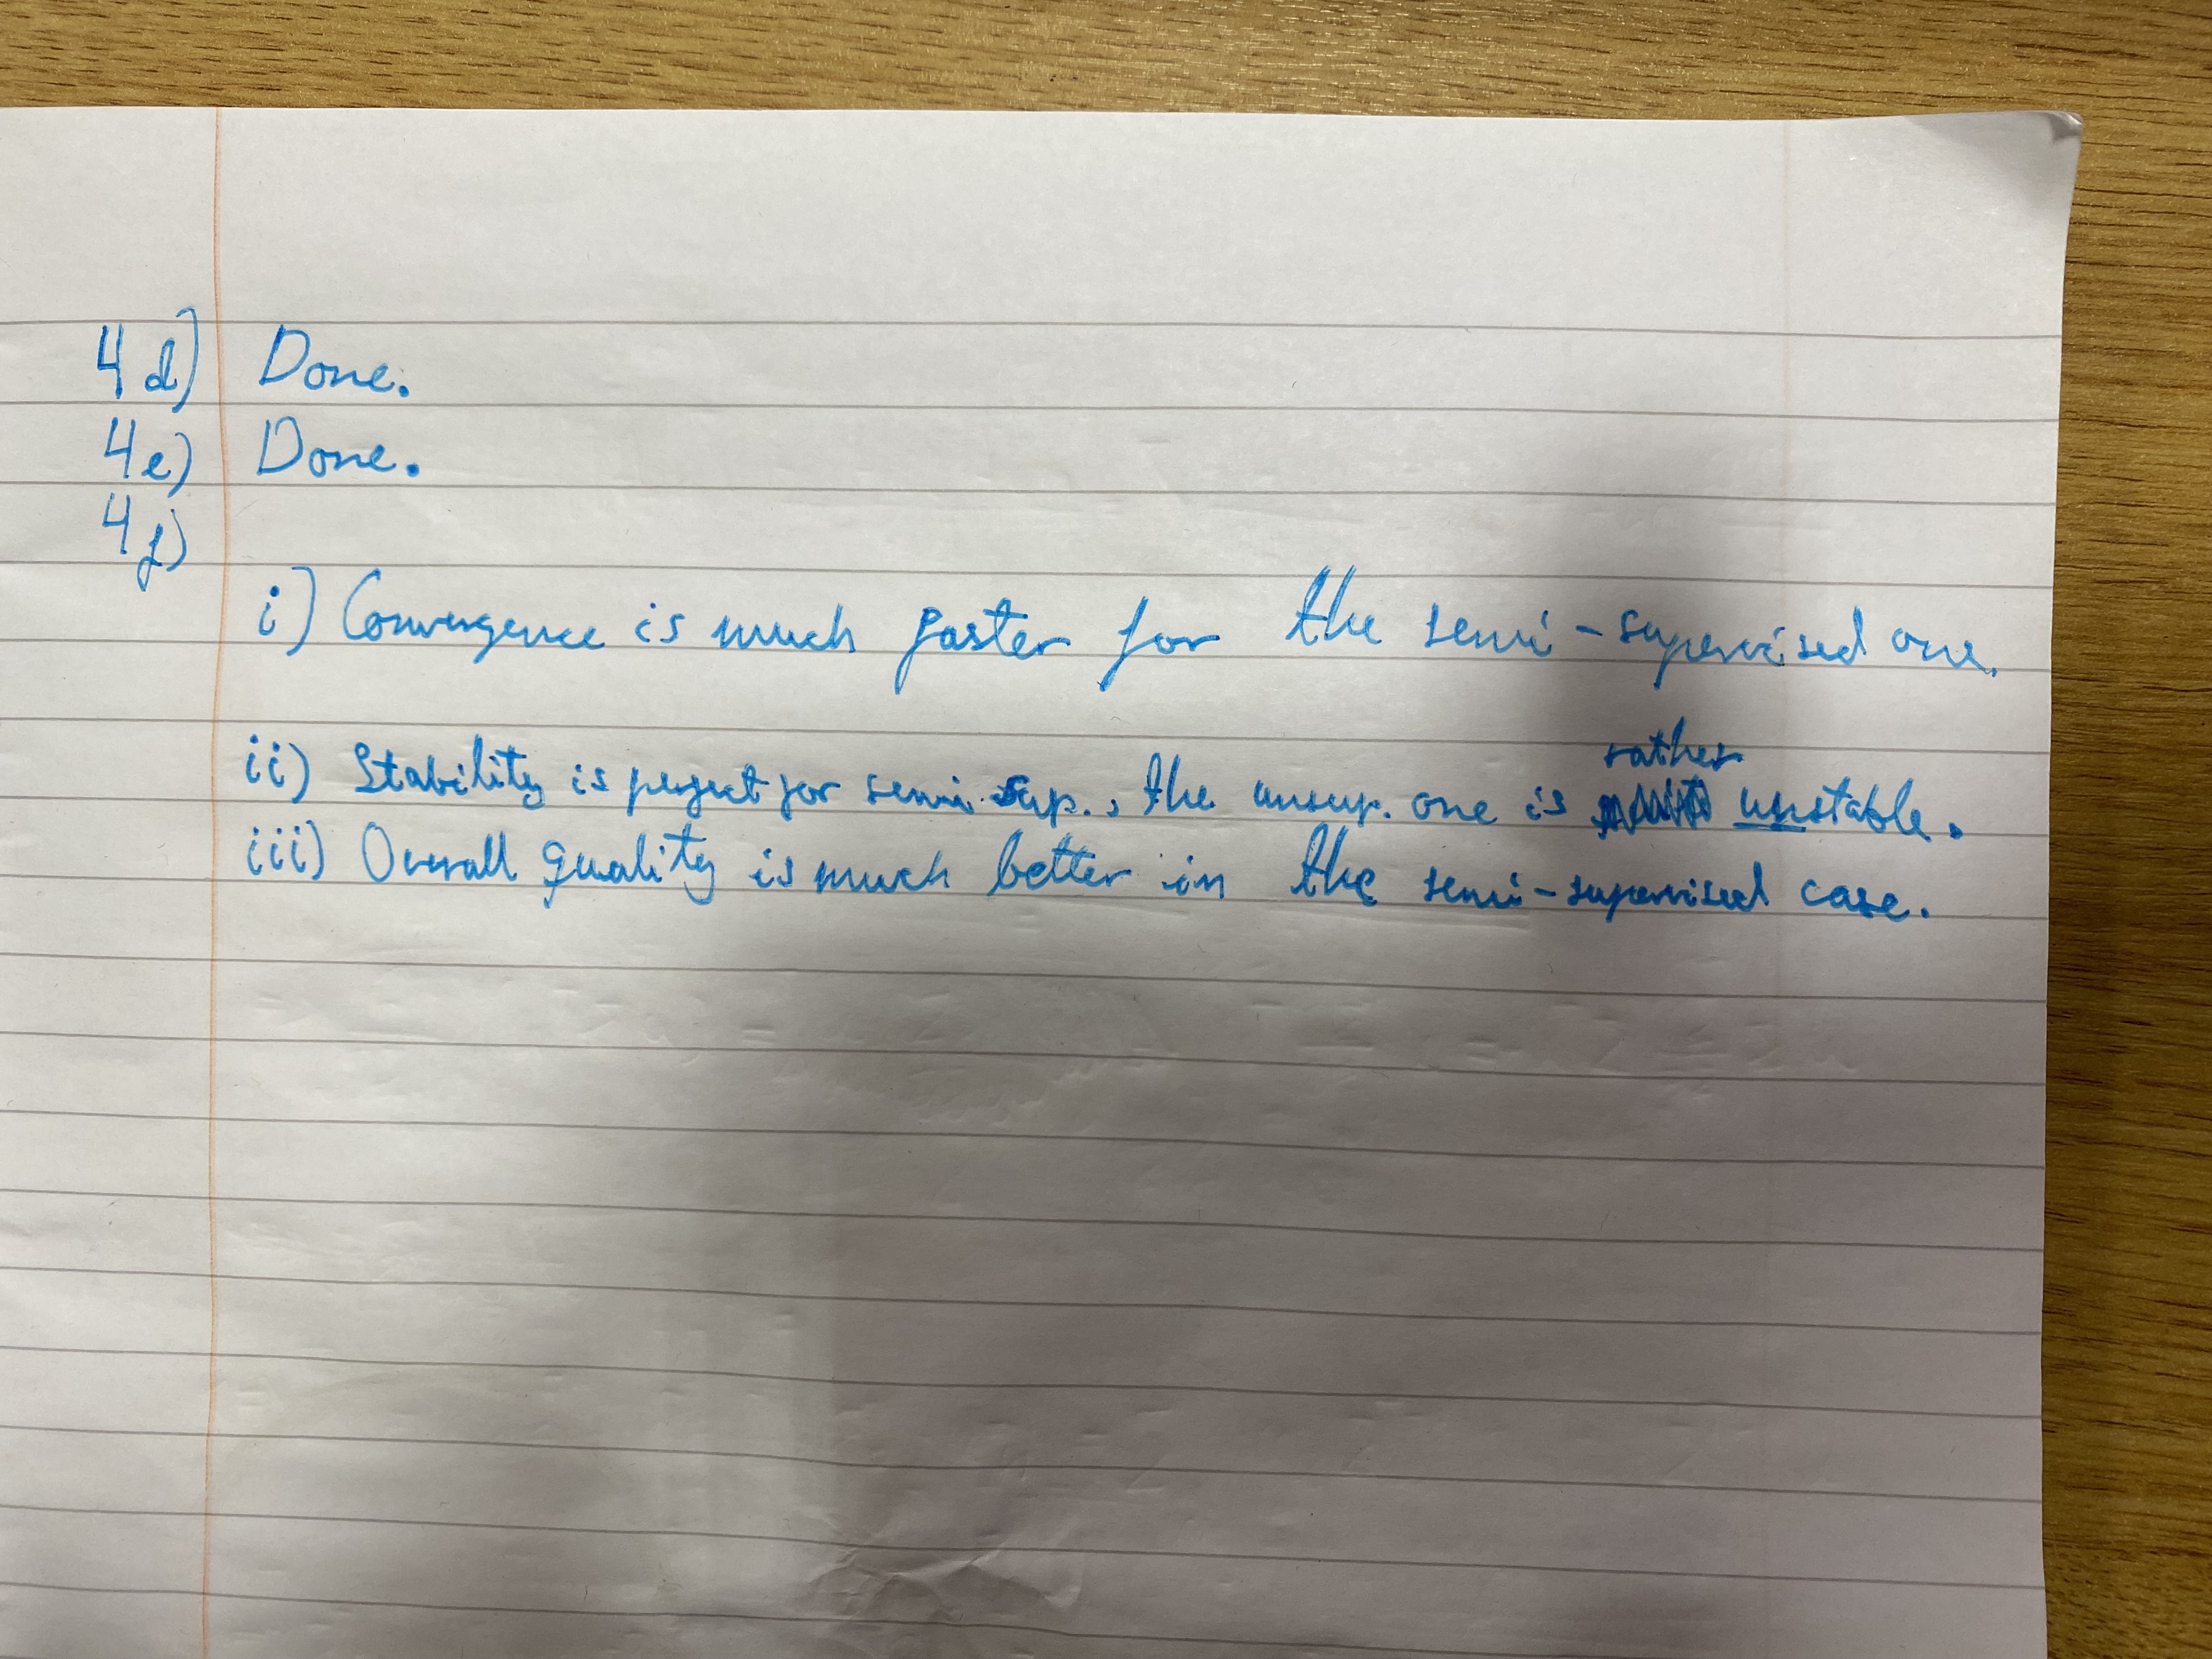 4d) Done.
4e) Done.
4f)
i) Convergence is much faster for the semi-supervised one.
rather
ii) Stability is perfect for semi-sup., the unsup. one is unstable.
iii) Overall quality is much better in the semi-supervised case.